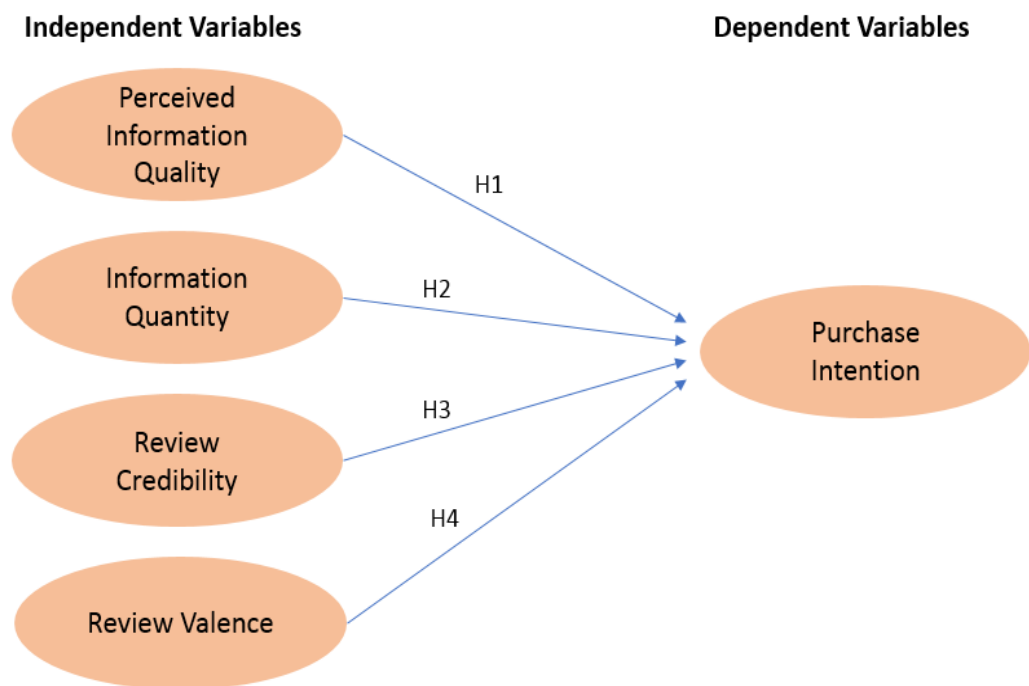 Independent Variables
Dependent Variables
Perceived
Information
Quality
H1
Information
Quantity
H2
Purchase
Intention
Review
Credibility
H3
Review Valence
H4